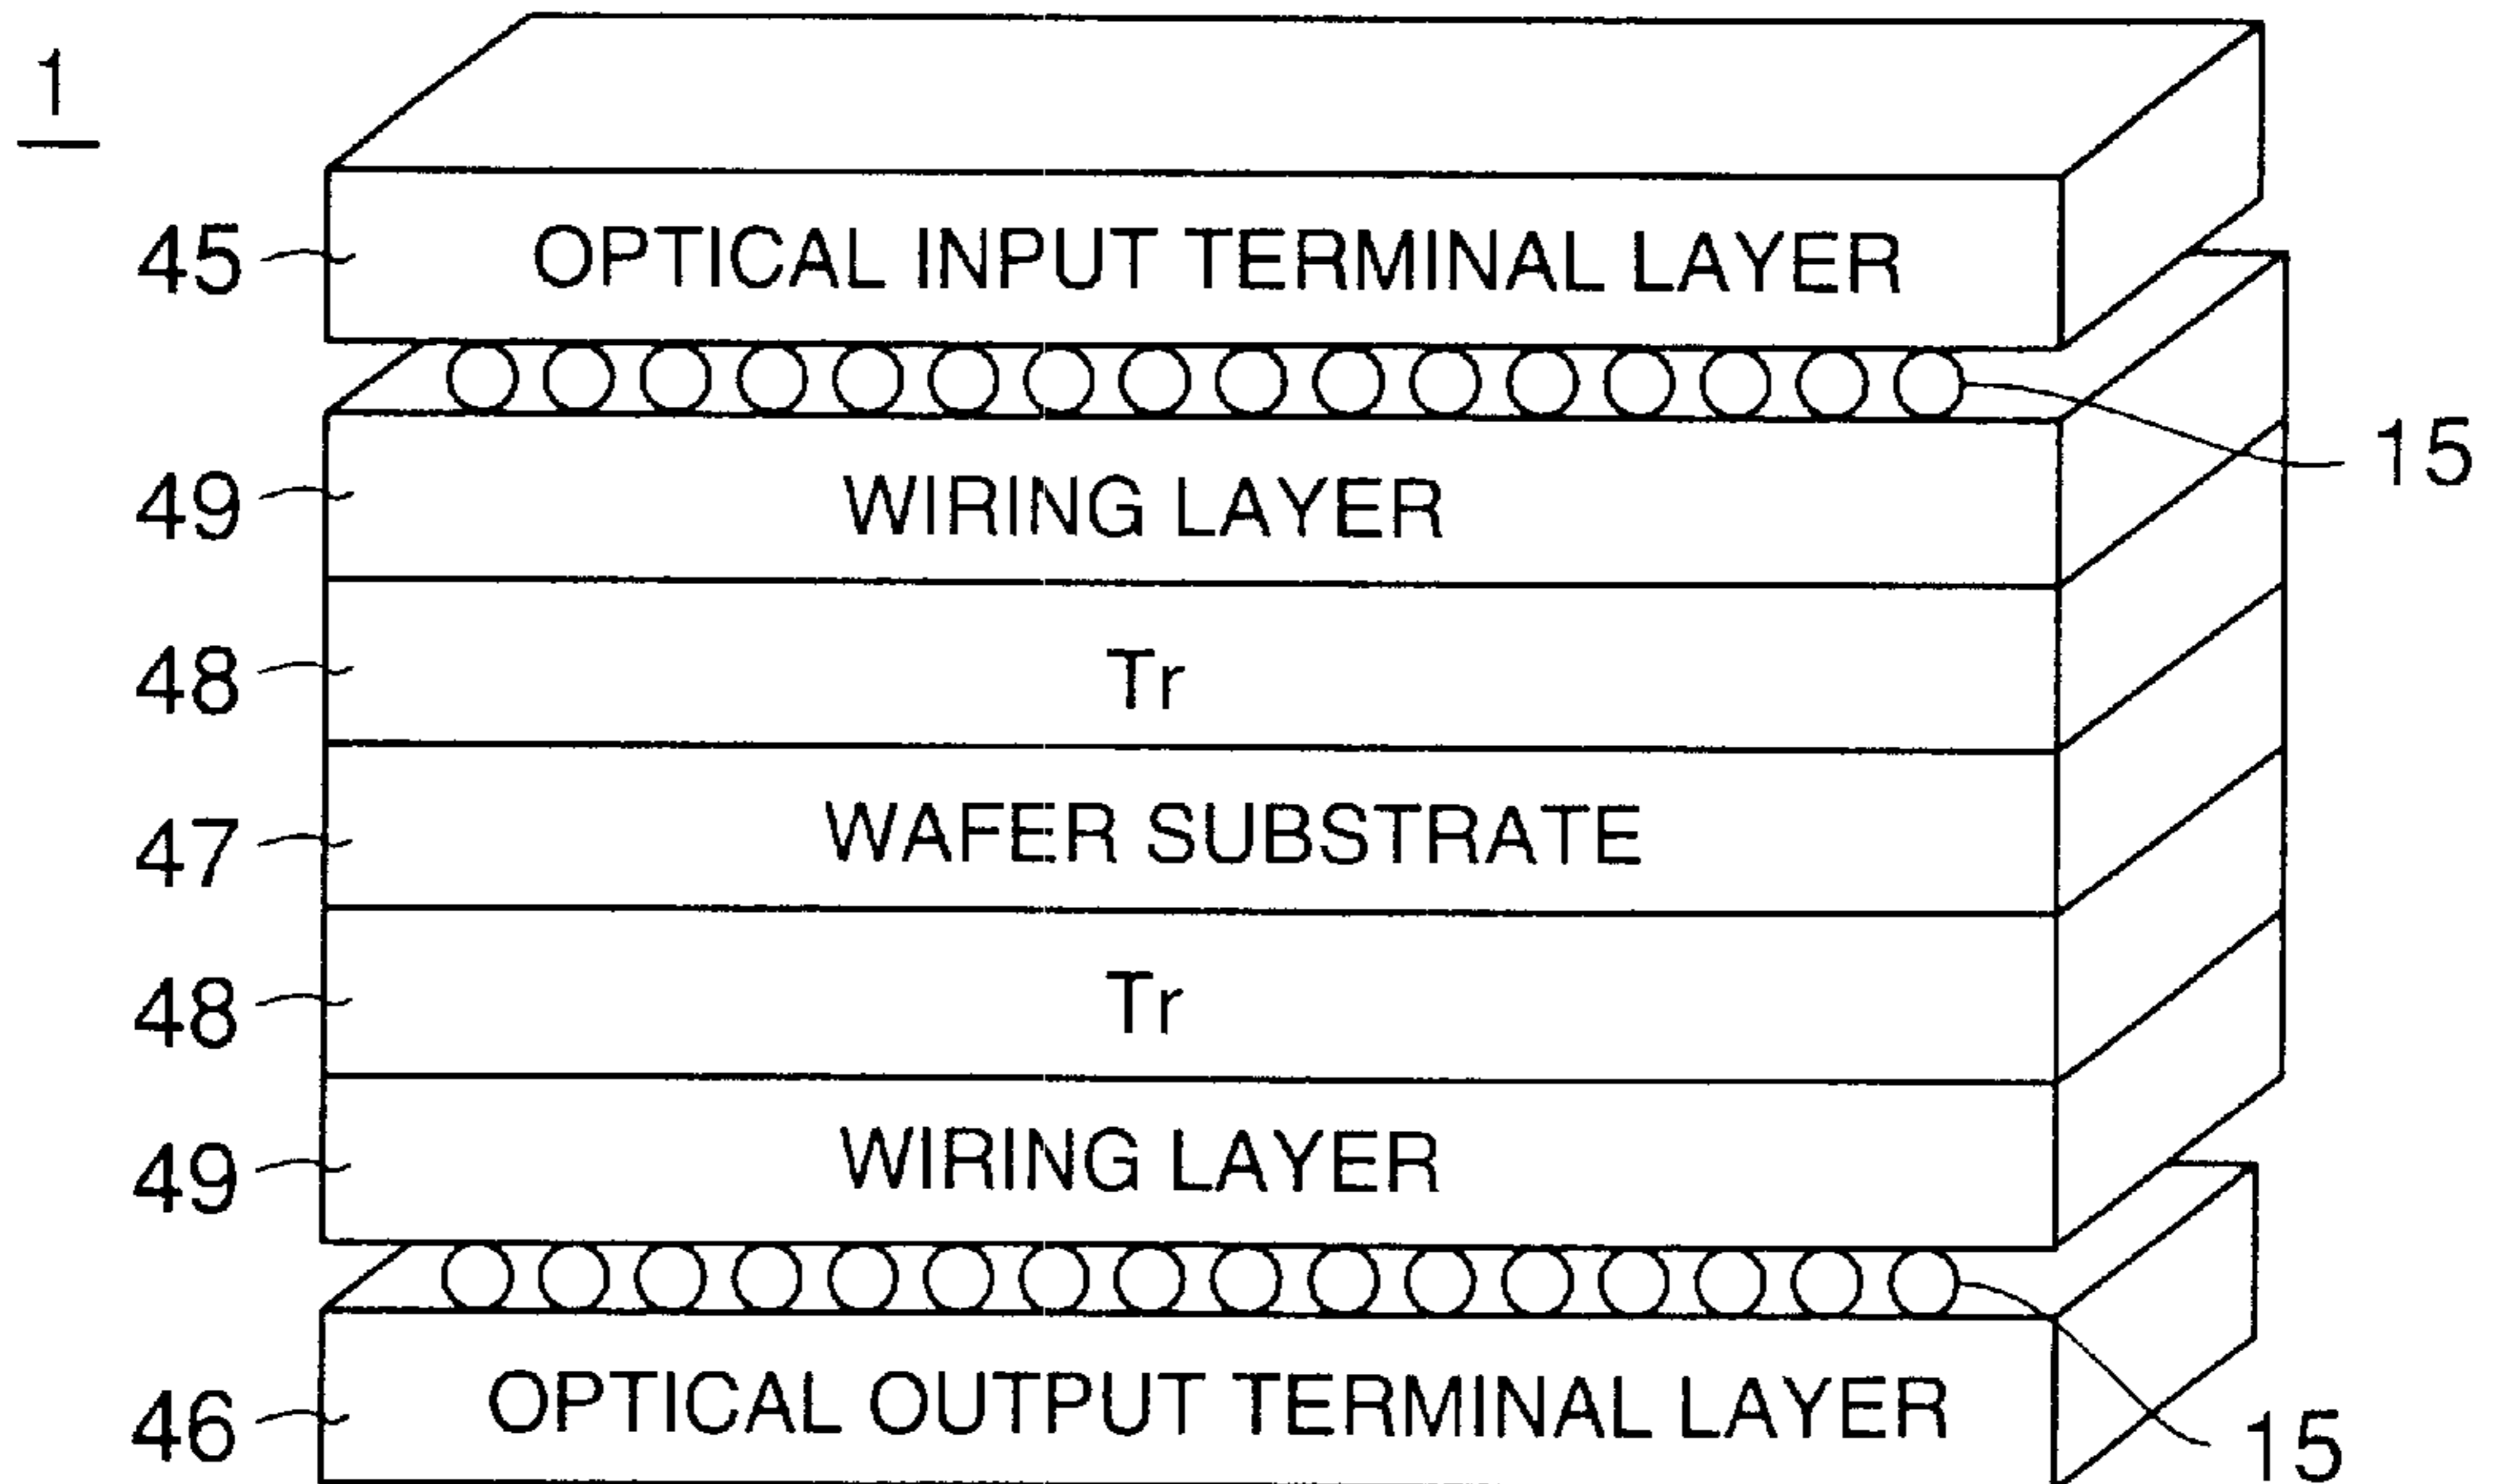 1
45 OPTICAL INPUT TERMINAL LAYER
15
49 WIRING LAYER
48 Tr
47 WAFER SUBSTRATE
48 Tr
49 WIRING LAYER
46 OPTICAL OUTPUT TERMINAL LAYER
15